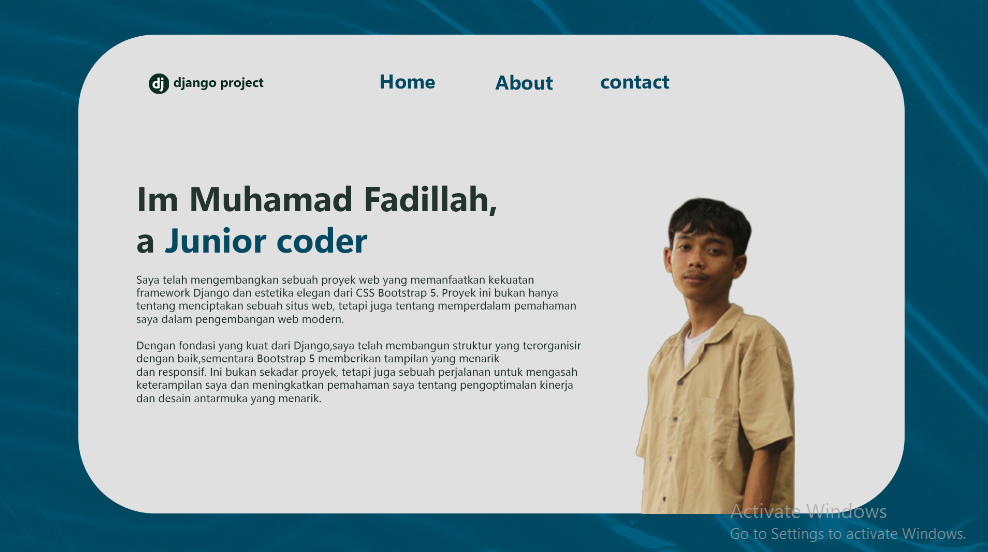 dj django project
Home
About
contact
Im Muhamad Fadillah,
a Junior coder
Saya telah mengembangkan sebuah proyek web yang memanfaatkan kekuatan
framework Django dan estetika elegan dari CSS Bootstrap 5. Proyek ini bukan hanya
tentang menciptakan sebuah situs web, tetapi juga tentang memperdalam pemahaman
saya dalam pengembangan web modern.
Dengan fondasi yang kuat dari Django,saya telah membangun struktur yang terorganisir
dengan baik,sementara Bootstrap 5 memberikan tampilan yang menarik
dan responsif. Ini bukan sekadar proyek, tetapi juga sebuah perjalanan untuk mengasah
keterampilan saya dan meningkatkan pemahaman saya tentang pengoptimalan kinerja
dan desain antarmuka yang menarik.
Activate Windows
Go to Settings to activate Windows.